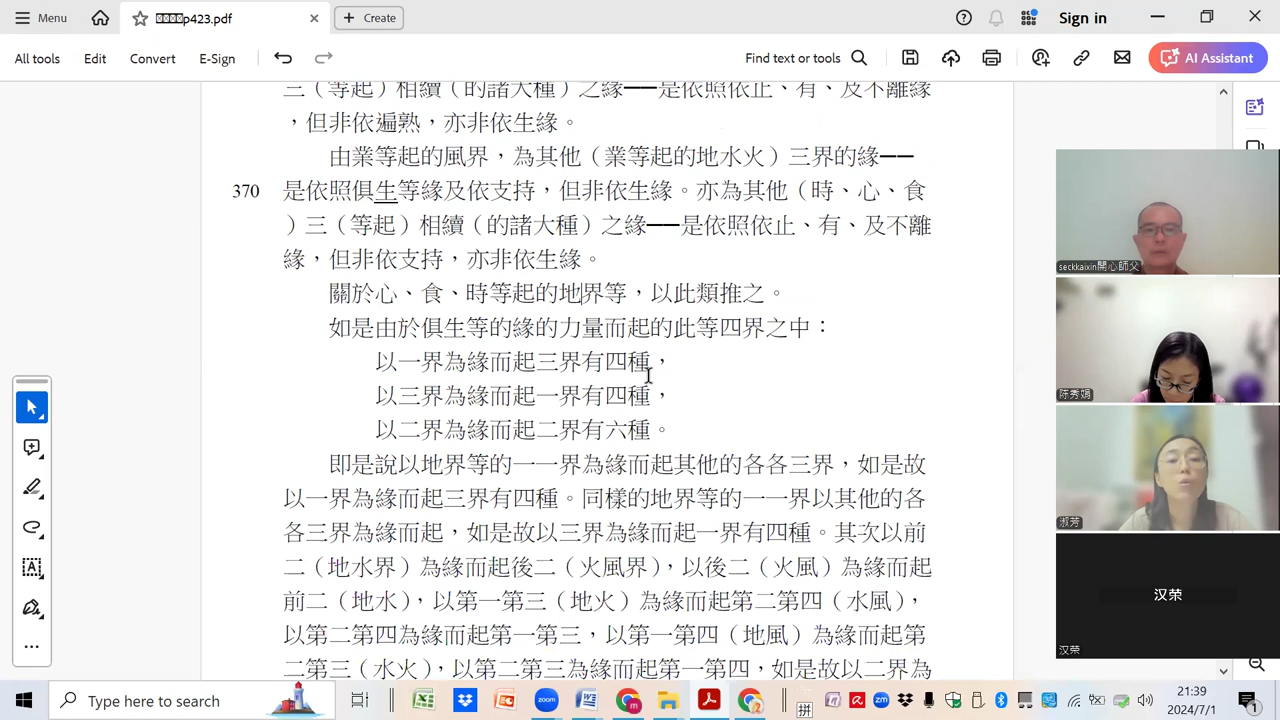 Menu
p423.pdf
Create
Sign in
All tools
Edit
Convert
E-Sign
Find text or tools
AI Assistant
三（等起）相續（的諸大種）之緣──是依照依止、有、及不離緣
，但非依遍熟，亦非依生緣。
由業等起的風界，為其他（業等起的地水火）三界的緣──
370
是依照俱生等緣及依支持，但非依生緣。亦為其他（時、心、食
）三（等起）相續（的諸大種）之緣──是依照依止、有、及不離
緣，但非依支持，亦非依生緣。
關於心、食、時等起的地界等，以此類推之。
如是由於俱生等的緣的力量而起的此等四界之中：
以一界為緣而起三界有四種，
以三界為緣而起一界有四種，
以二界為緣而起二界有六種。
即是說以地界等的一一界為緣而起其他的各各三界，如是故
以一界為緣而起三界有四種。同樣的地界等的一一界以其他的各
各三界為緣而起，如是故以三界為緣而起一界有四種。其次以前
二（地水界）為緣而起後二（火風界），以後二（火風）為緣而起
前二（地水），以第一第三（地火）為緣而起第二第四（水風），
以第二第四為緣而起第一第三，以第一第四（地風）為緣而起第
二第三（水火），以第二第三為緣而起第一第四，如是故以二界為
seckkaixin開心師父
陈秀娟
淑芳
汉荣
汉荣
Type here to search
拼
21:39
2024/7/1